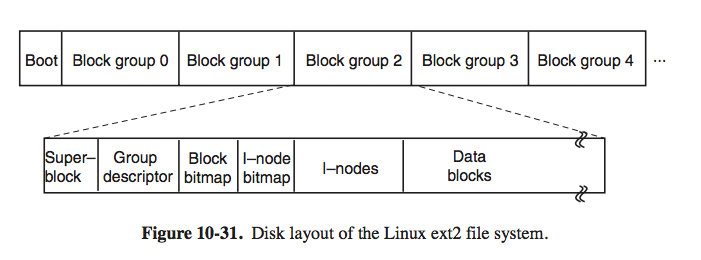 Boot Block group 0 Block group 1 Block group 2 Block group 3 Block group 4 ...
Super– Group Block I–node I–nodes Data
block descriptor bitmap bitmap blocks
Figure 10-31. Disk layout of the Linux ext2 file system.